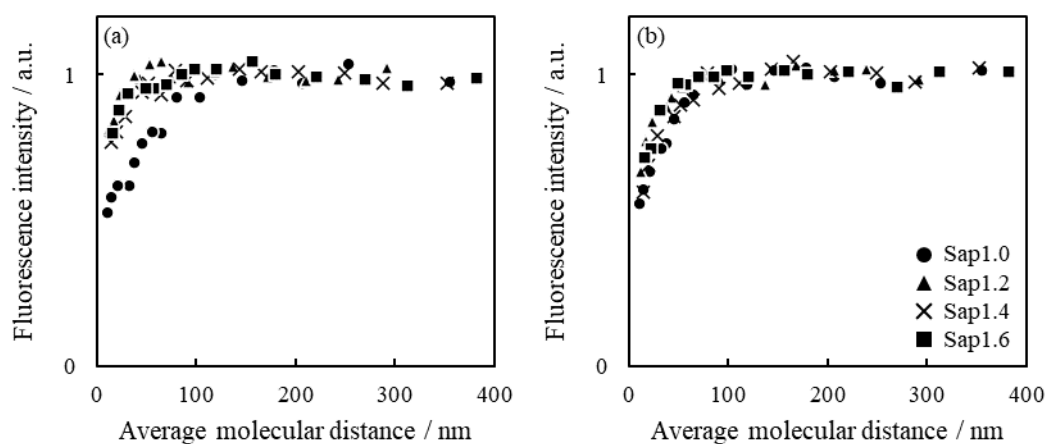 (a)
Fluorescence intensity / a.u.
1
0
0 100 200 300 400
Average molecular distance / nm
(b)
Fluorescence intensity / a.u.
1
0
0 100 200 300 400
Average molecular distance / nm
Sap1.0
Sap1.2
Sap1.4
Sap1.6